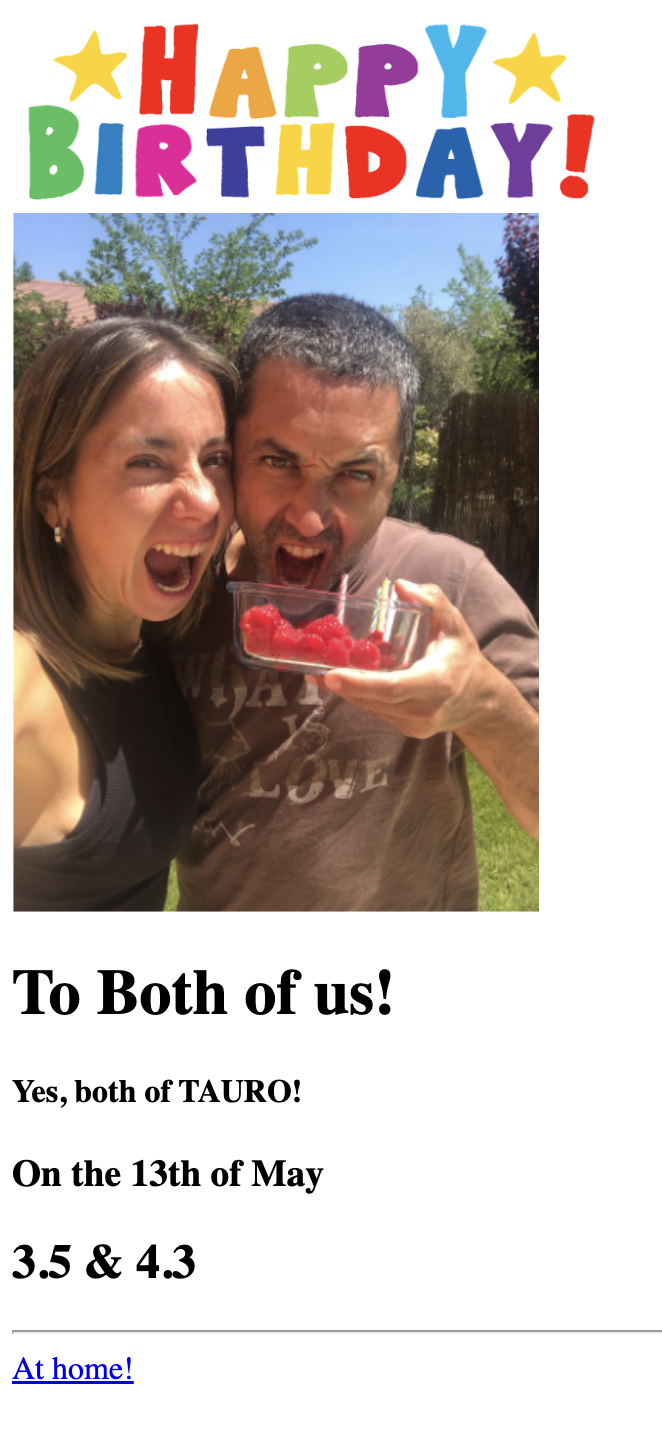 HAPPY
BIRTHDAY!
WHAT
IS
LOVE
To Both of us!
Yes, both of TAURO!
On the 13th of May
3.5 & 4.3
At home!